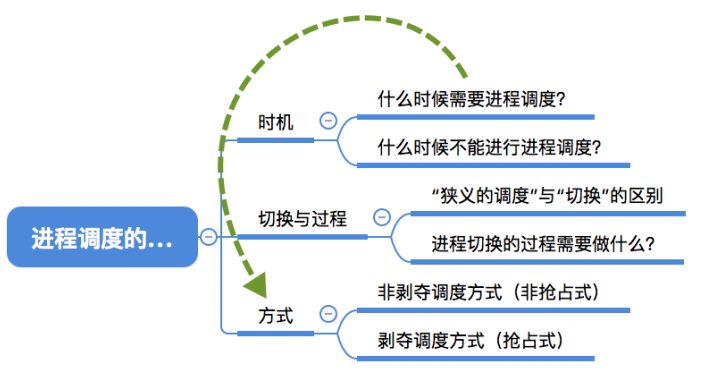 进程调度的...
时机
什么时候需要进程调度？
什么时候不能进行进程调度？
切换与过程
“狭义的调度”与“切换”的区别
进程切换的过程需要做什么？
方式
非剥夺调度方式（非抢占式）
剥夺调度方式（抢占式）